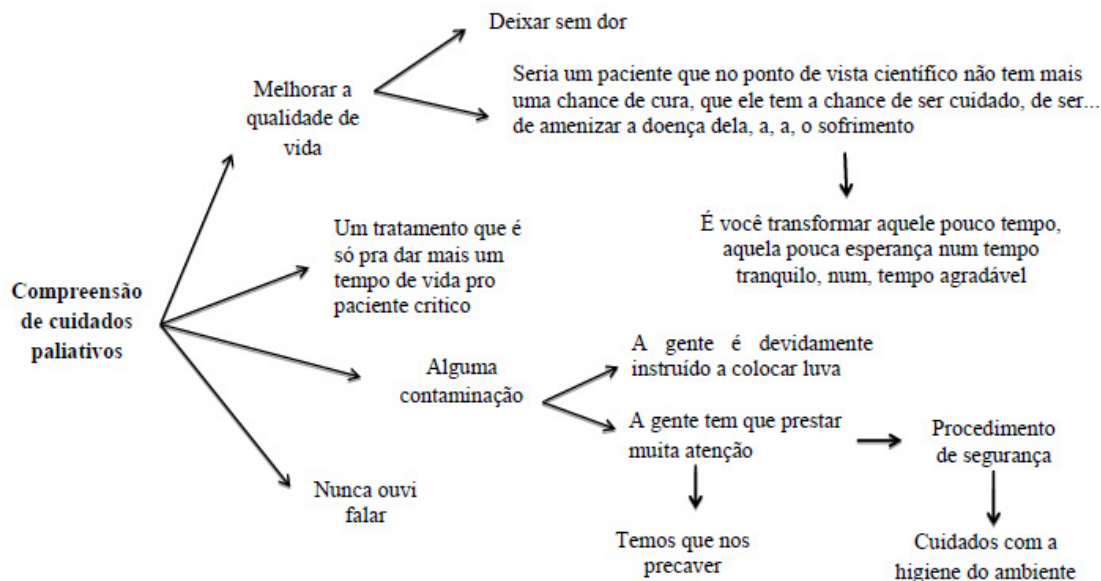 Deixar sem dor
Seria um paciente que no ponto de vista científico não tem mais
uma chance de cura, que ele tem a chance de ser cuidado, de ser...
de amenizar a doença dela, a, a, o sofrimento
Melhorar a
qualidade de
vida
É você transformar aquele pouco tempo,
aquela pouca esperança num tempo
tranquilo, num, tempo agradável
Um tratamento que é
só pra dar mais um
tempo de vida pro
paciente critico
Compreensão
de cuidados
paliativos
Alguma
contaminação
A gente é devidamente
instruído a colocar luva
A gente tem que prestar
muita atenção
Procedimento
de segurança
Nunca ouvi
falar
Temos que nos
precaver
Cuidados com a
higiene do ambiente